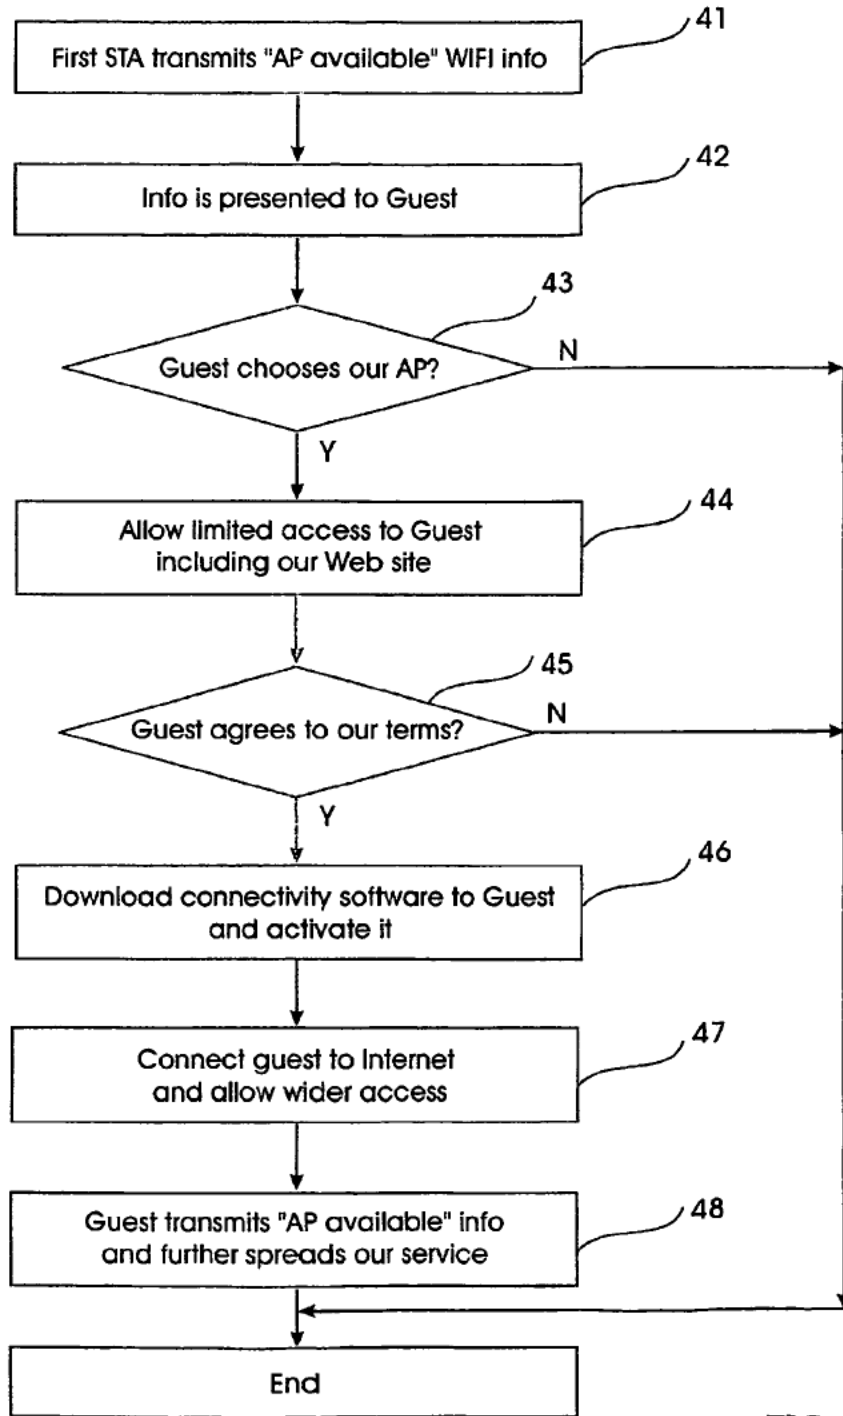 41
First STA transmits "AP available" WIFI info
42
Info is presented to Guest
43
Guest chooses our AP?
N
Y
44
Allow limited access to Guest
including our Web site
45
Guest agrees to our terms?
N
Y
46
Download connectivity software to Guest
and activate it
47
Connect guest to Internet
and allow wider access
48
Guest transmits "AP available" info
and further spreads our service
End